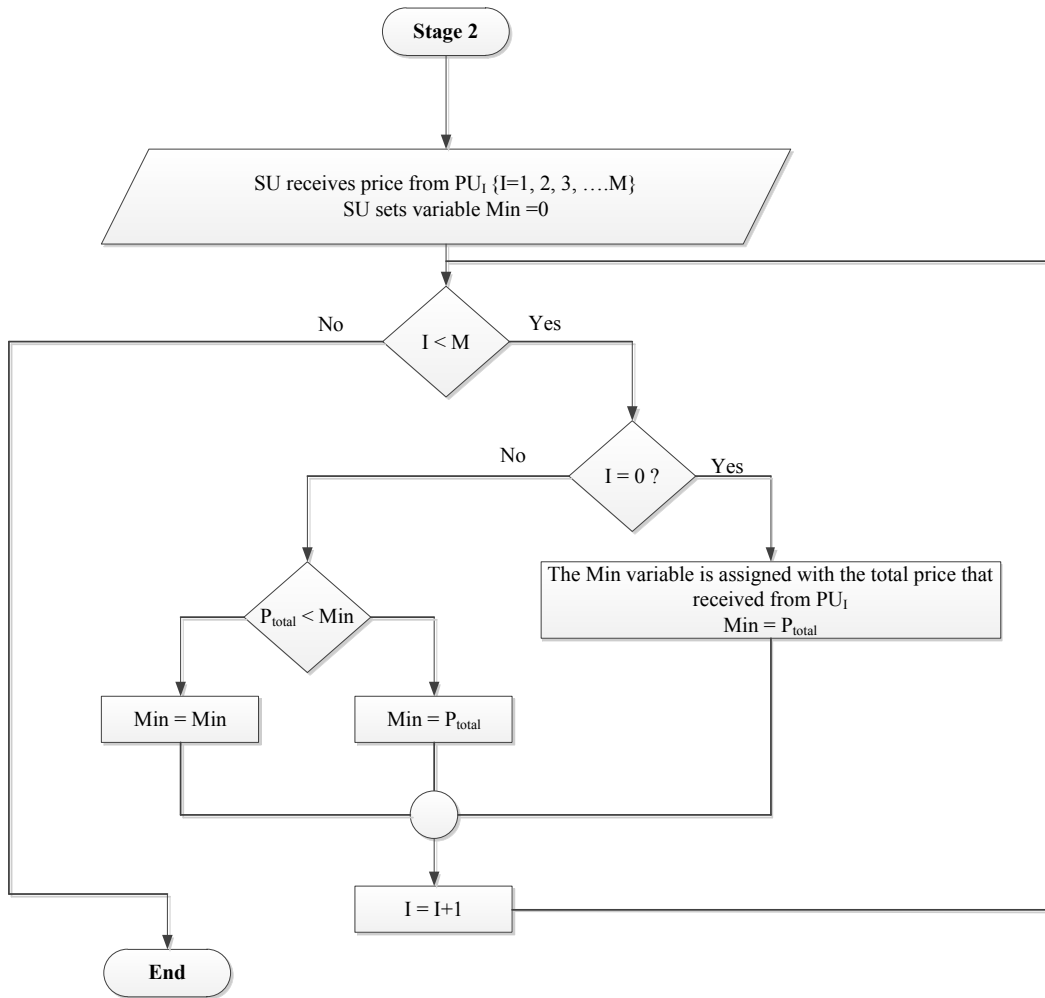 Stage 2
SU receives price from PU_I {I=1, 2, 3, ….M}
SU sets variable Min =0
No
Yes
I < M
No
Yes
I = 0 ?
The Min variable is assigned with the total price that
received from PU_I
Min = P_total
P_total < Min
Min = Min
Min = P_total
I = I+1
End